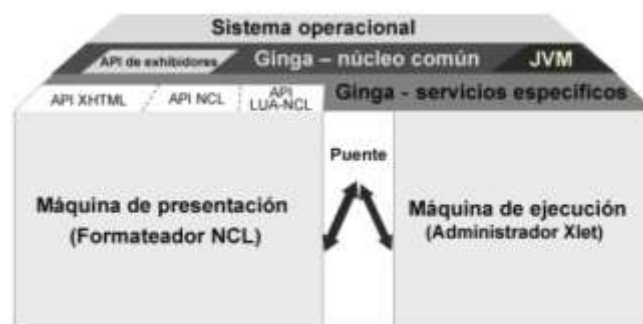 Sistema operacional
API de exhibidores Ginga – núcleo común JVM
API XHTML API NCL API LUA-NCL Ginga - servicios específicos
Puente
Máquina de presentación
(Formateador NCL)
Máquina de ejecución
(Administrador Xlet)